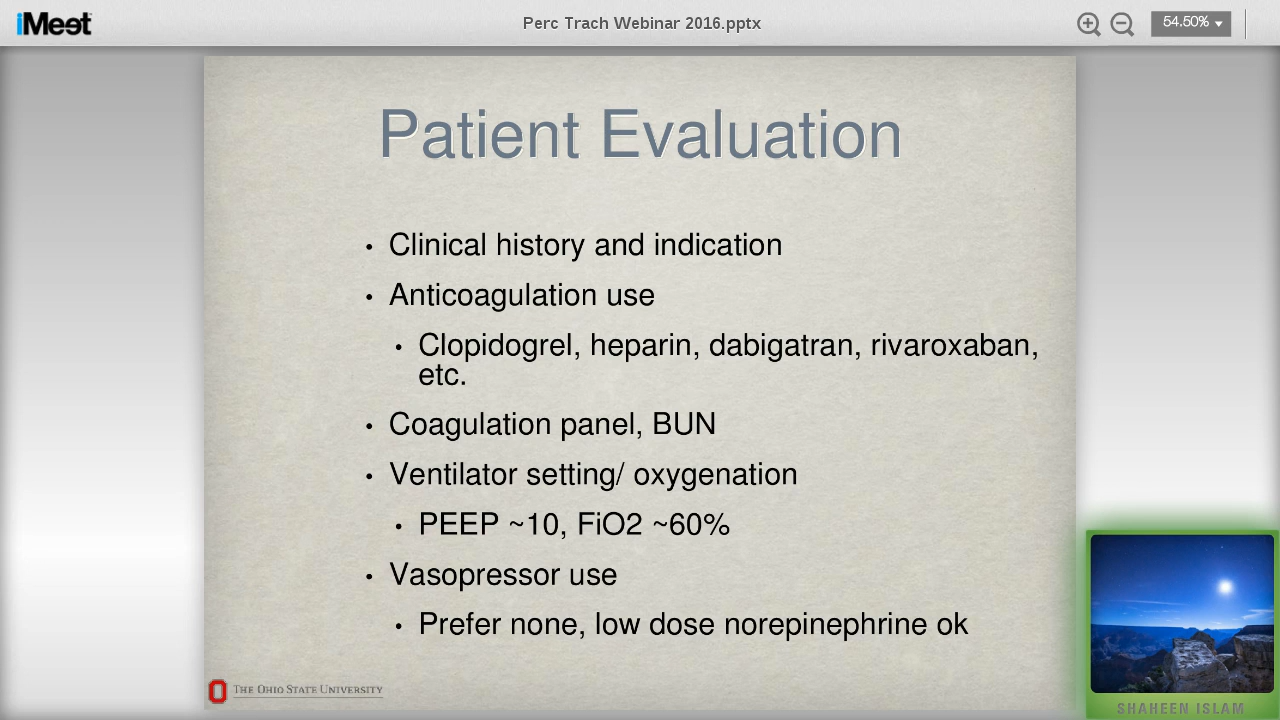 iMeet
Perc Trach Webinar 2016.pptx
54.50%
Patient Evaluation
• Clinical history and indication
• Anticoagulation use
• Clopidogrel, heparin, dabigatran, rivaroxaban,
etc.
• Coagulation panel, BUN
• Ventilator setting/ oxygenation
• PEEP ~10, FiO2 ~60%
• Vasopressor use
• Prefer none, low dose norepinephrine ok
THE OHIO STATE UNIVERSITY
SHAHEEN ISLAM